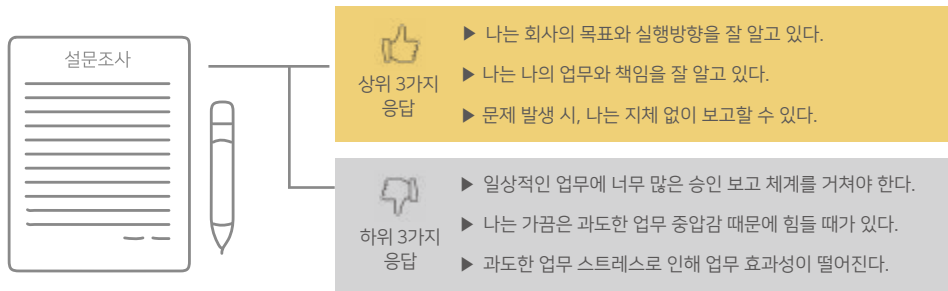 설문조사
상위 3가지
응답
▶ 나는 회사의 목표와 실행방향을 잘 알고 있다.
▶ 나는 나의 업무와 책임을 잘 알고 있다.
▶ 문제 발생 시, 나는 지체 없이 보고할 수 있다.
하위 3가지
응답
▶ 일상적인 업무에 너무 많은 승인 보고 체계를 거쳐야 한다.
▶ 나는 가끔은 과도한 업무 중압감 때문에 힘들 때가 있다.
▶ 과도한 업무 스트레스로 인해 업무 효과성이 떨어진다.